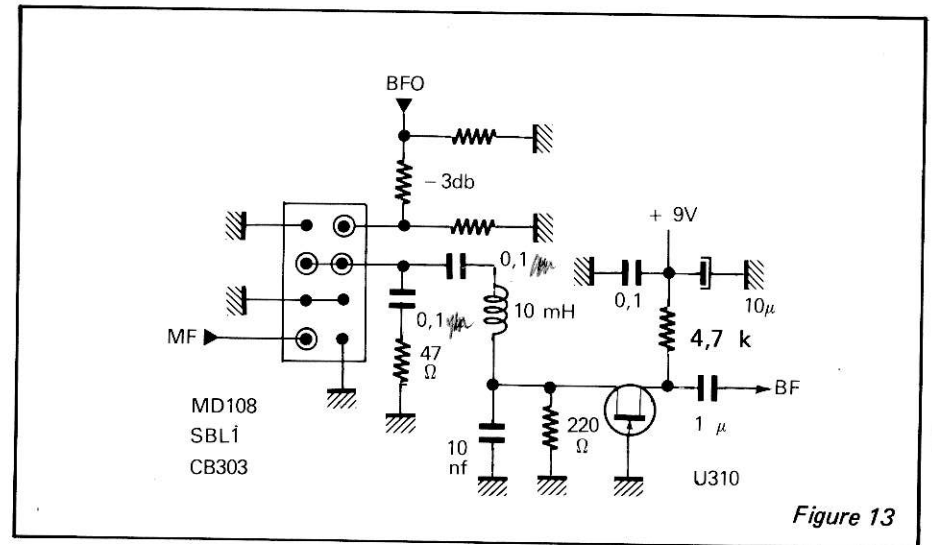 BFO
– 3db
+ 9V
0,1
0,1
10μ
0,1
10 mH
4,7 k
MF
47
Ω
BF
MD108
SBL1
CB303
10
nf
220
Ω
1 μ
U310
Figure 13